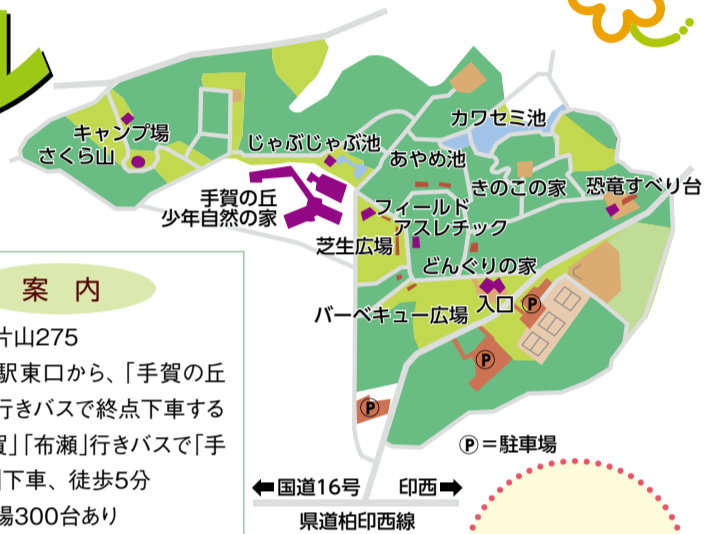 カワセミ池
キャンプ場
さくら山
じゃぶじゃぶ池
あやめ池
きのこの家
恐竜すべり台
手賀の丘
少年自然の家
フィールド
アスレチック
芝生広場
どんぐりの家
バーベキュー広場
入口
P
P
P
P=駐車場
国道16号
印西
県道柏印西線
案内
片山275
駅東口から、「手賀の丘
行きバスで終点下車する
」「布瀬」行きバスで「手
下車、徒歩5分
場300台あり